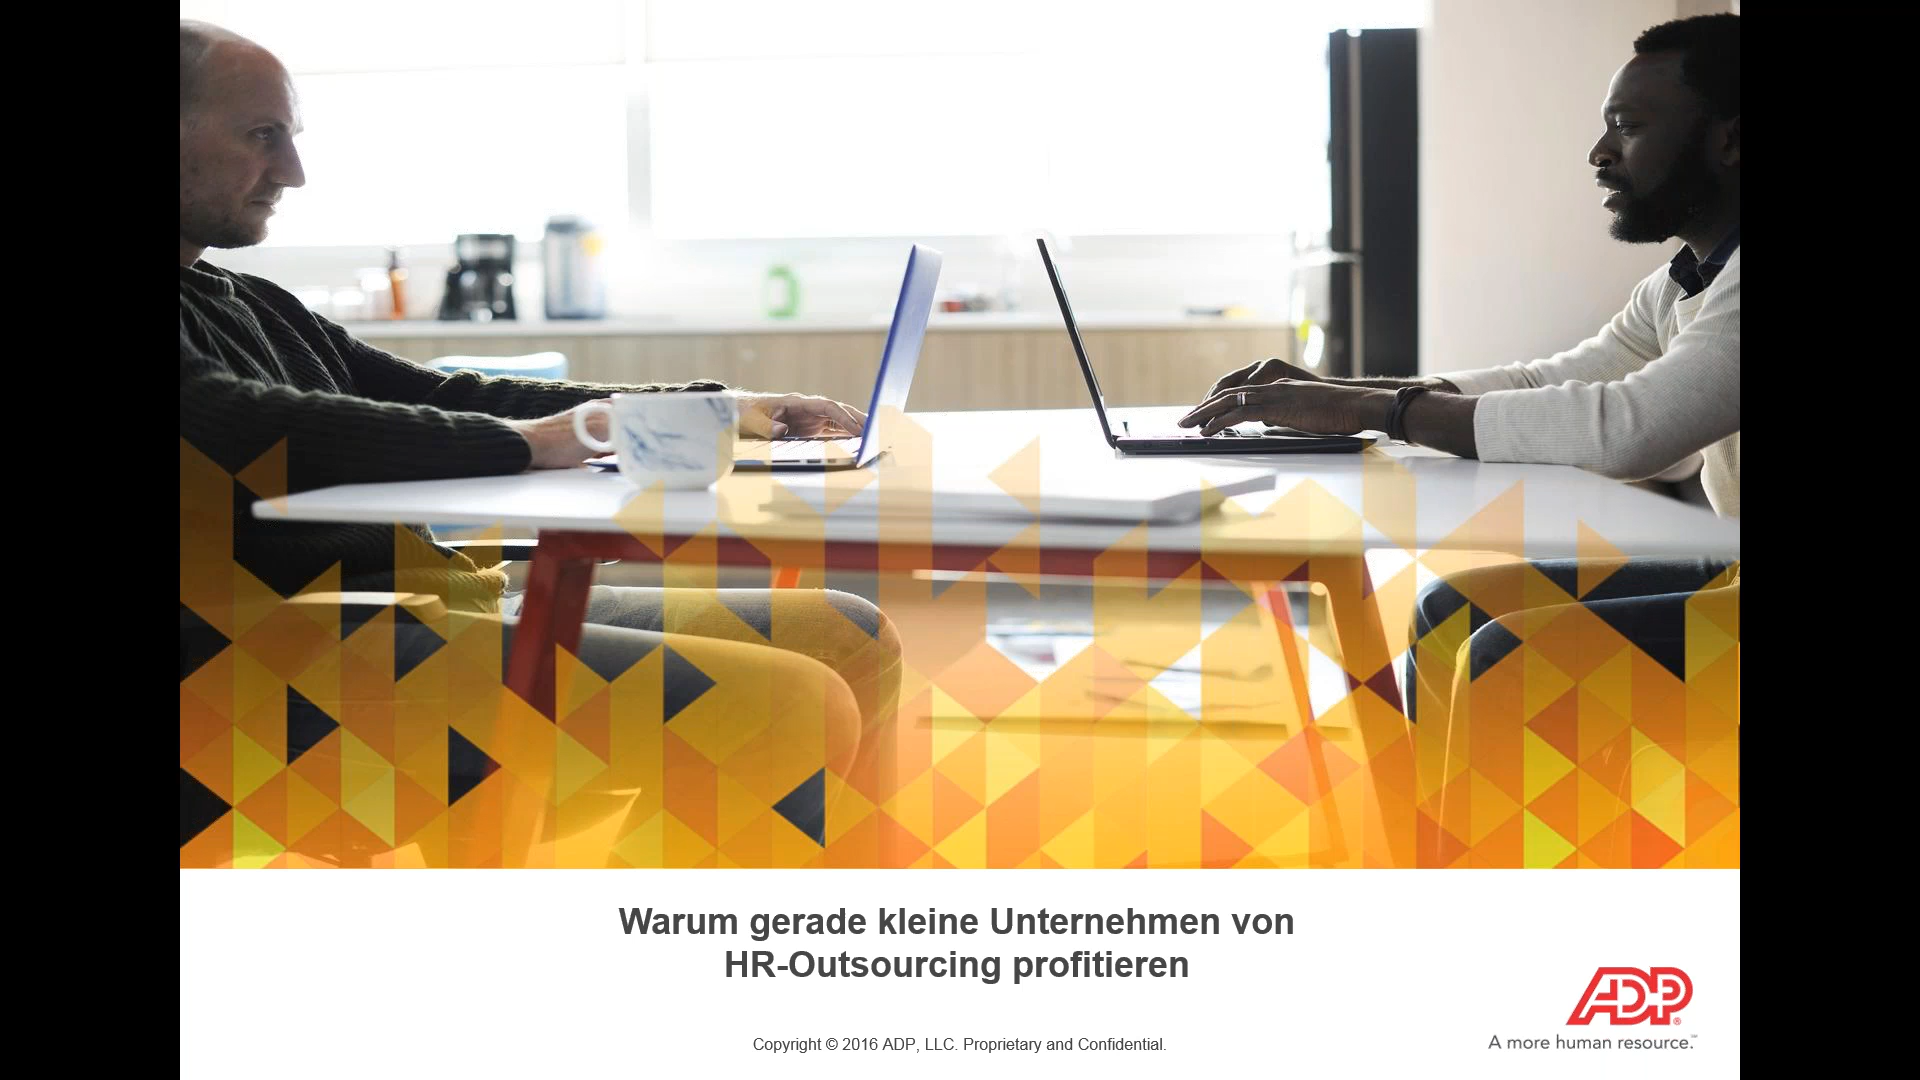 Warum gerade kleine Unternehmen von
HR-Outsourcing profitieren
ADP®
A more human resource.™
Copyright © 2016 ADP, LLC. Proprietary and Confidential.